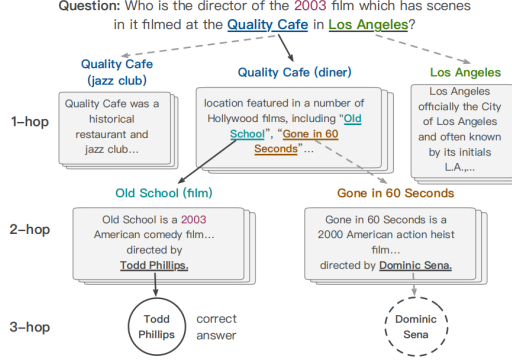 Question: Who is the director of the 2003 film which has scenes
in it filmed at the Quality Cafe in Los Angeles?
Quality Cafe
(jazz club)
Quality Cafe (diner)
Los Angeles
1-hop
Quality Cafe was a
historical
restaurant and
jazz club...
location featured in a number of
Hollywood films, including "Old
School", "Gone in 60
Seconds"...
Los Angeles
officially the City
of Los Angeles
and often known
by its initials
L.A.,...
Old School (film)
Gone in 60 Seconds
2-hop
Old School is a 2003
American comedy film...
directed by
Todd Phillips.
Gone in 60 Seconds is a
2000 American action heist
film...
directed by Dominic Sena.
3-hop
Todd
Phillips
correct
answer
Dominic
Sena